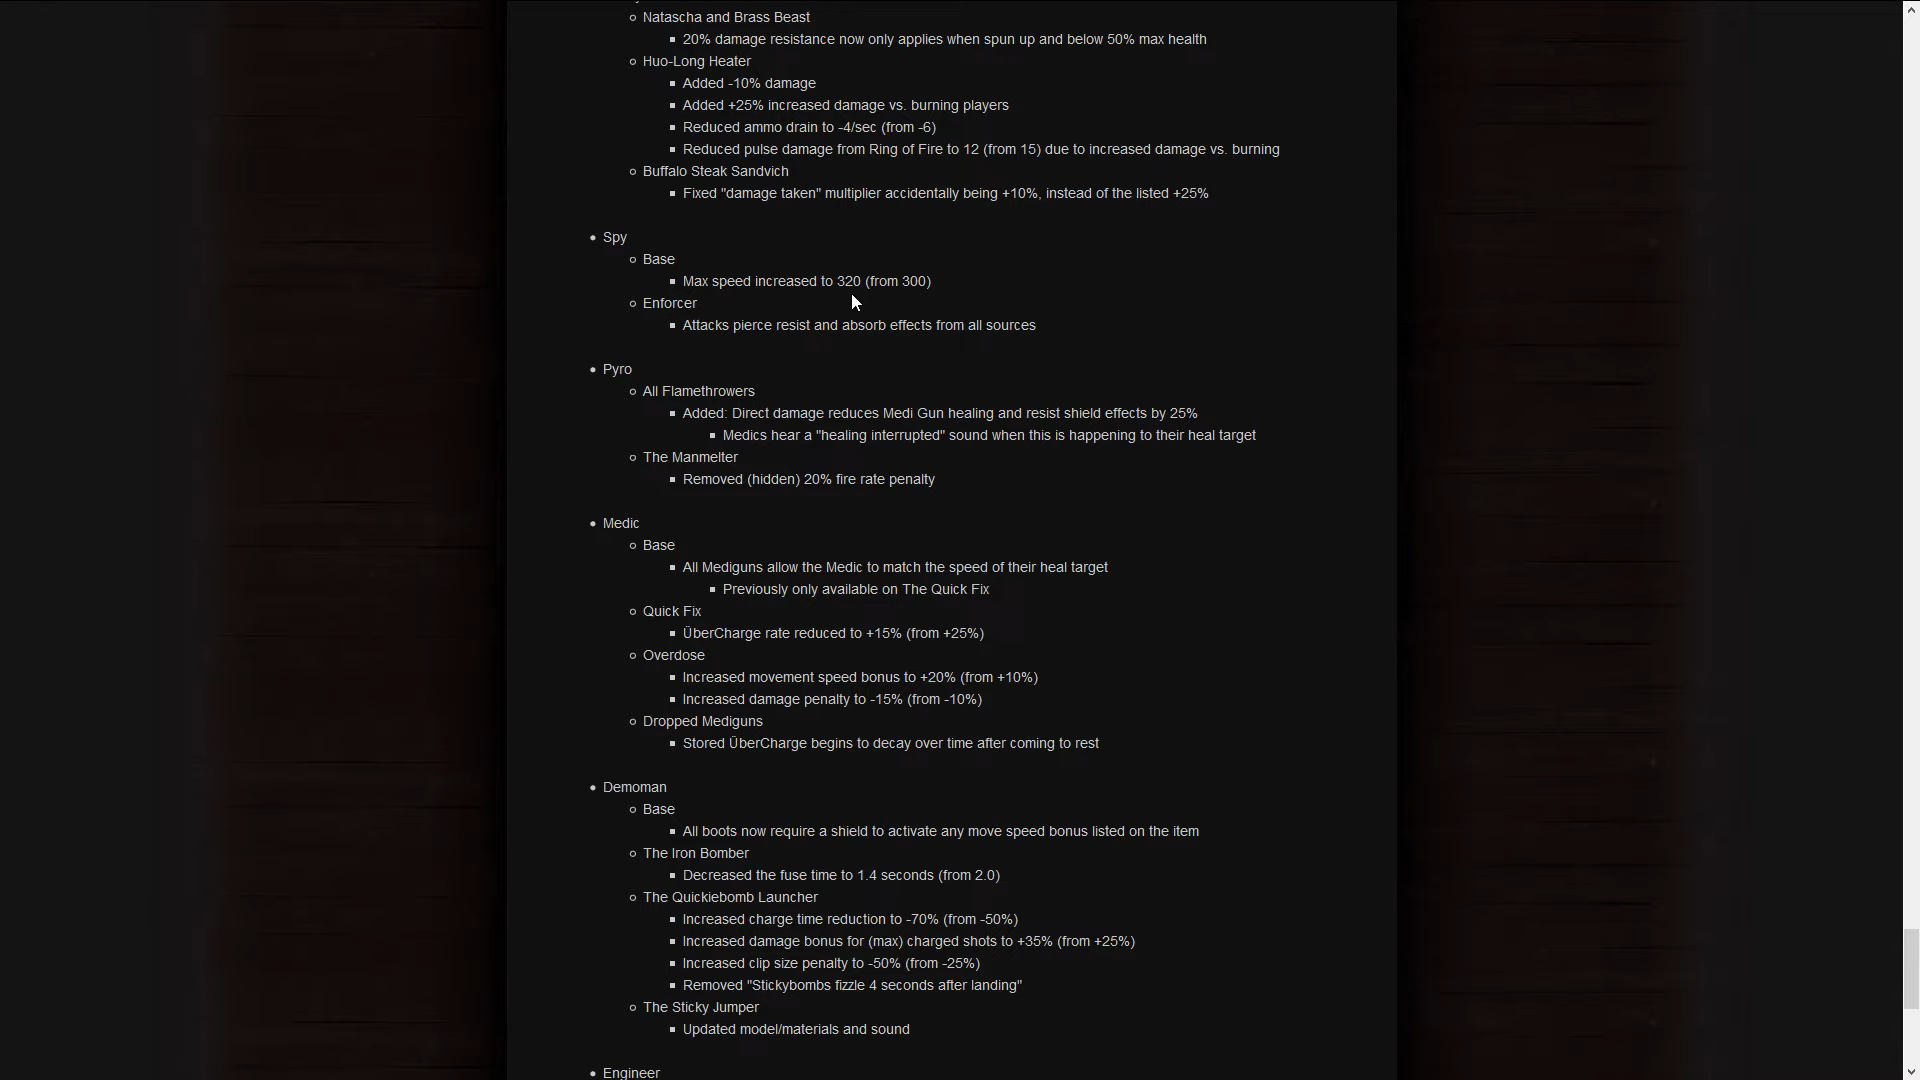 Natascha and Brass Beast
20% damage resistance now only applies when spun up and below 50% max health
Huo-Long Heater
Added -10% damage
Added +25% increased damage vs. burning players
Reduced ammo drain to -4/sec (from -6)
Reduced pulse damage from Ring of Fire to 12 (from 15) due to increased damage vs. burning
Buffalo Steak Sandvich
Fixed "damage taken" multiplier accidentally being +10%, instead of the listed +25%
Spy
Base
Max speed increased to 320 (from 300)
Enforcer
Attacks pierce resist and absorb effects from all sources
Pyro
All Flamethrowers
Added: Direct damage reduces Medi Gun healing and resist shield effects by 25%
Medics hear a "healing interrupted" sound when this is happening to their heal target
The Manmelter
Removed (hidden) 20% fire rate penalty
Medic
Base
All Mediguns allow the Medic to match the speed of their heal target
Previously only available on The Quick Fix
Quick Fix
ÜberCharge rate reduced to +15% (from +25%)
Overdose
Increased movement speed bonus to +20% (from +10%)
Increased damage penalty to -15% (from -10%)
Dropped Mediguns
Stored ÜberCharge begins to decay over time after coming to rest
Demoman
Base
All boots now require a shield to activate any move speed bonus listed on the item
The Iron Bomber
Decreased the fuse time to 1.4 seconds (from 2.0)
The Quickiebomb Launcher
Increased charge time reduction to -70% (from -50%)
Increased damage bonus for (max) charged shots to +35% (from +25%)
Increased clip size penalty to -50% (from -25%)
Removed "Stickybombs fizzle 4 seconds after landing"
The Sticky Jumper
Updated model/materials and sound
Engineer